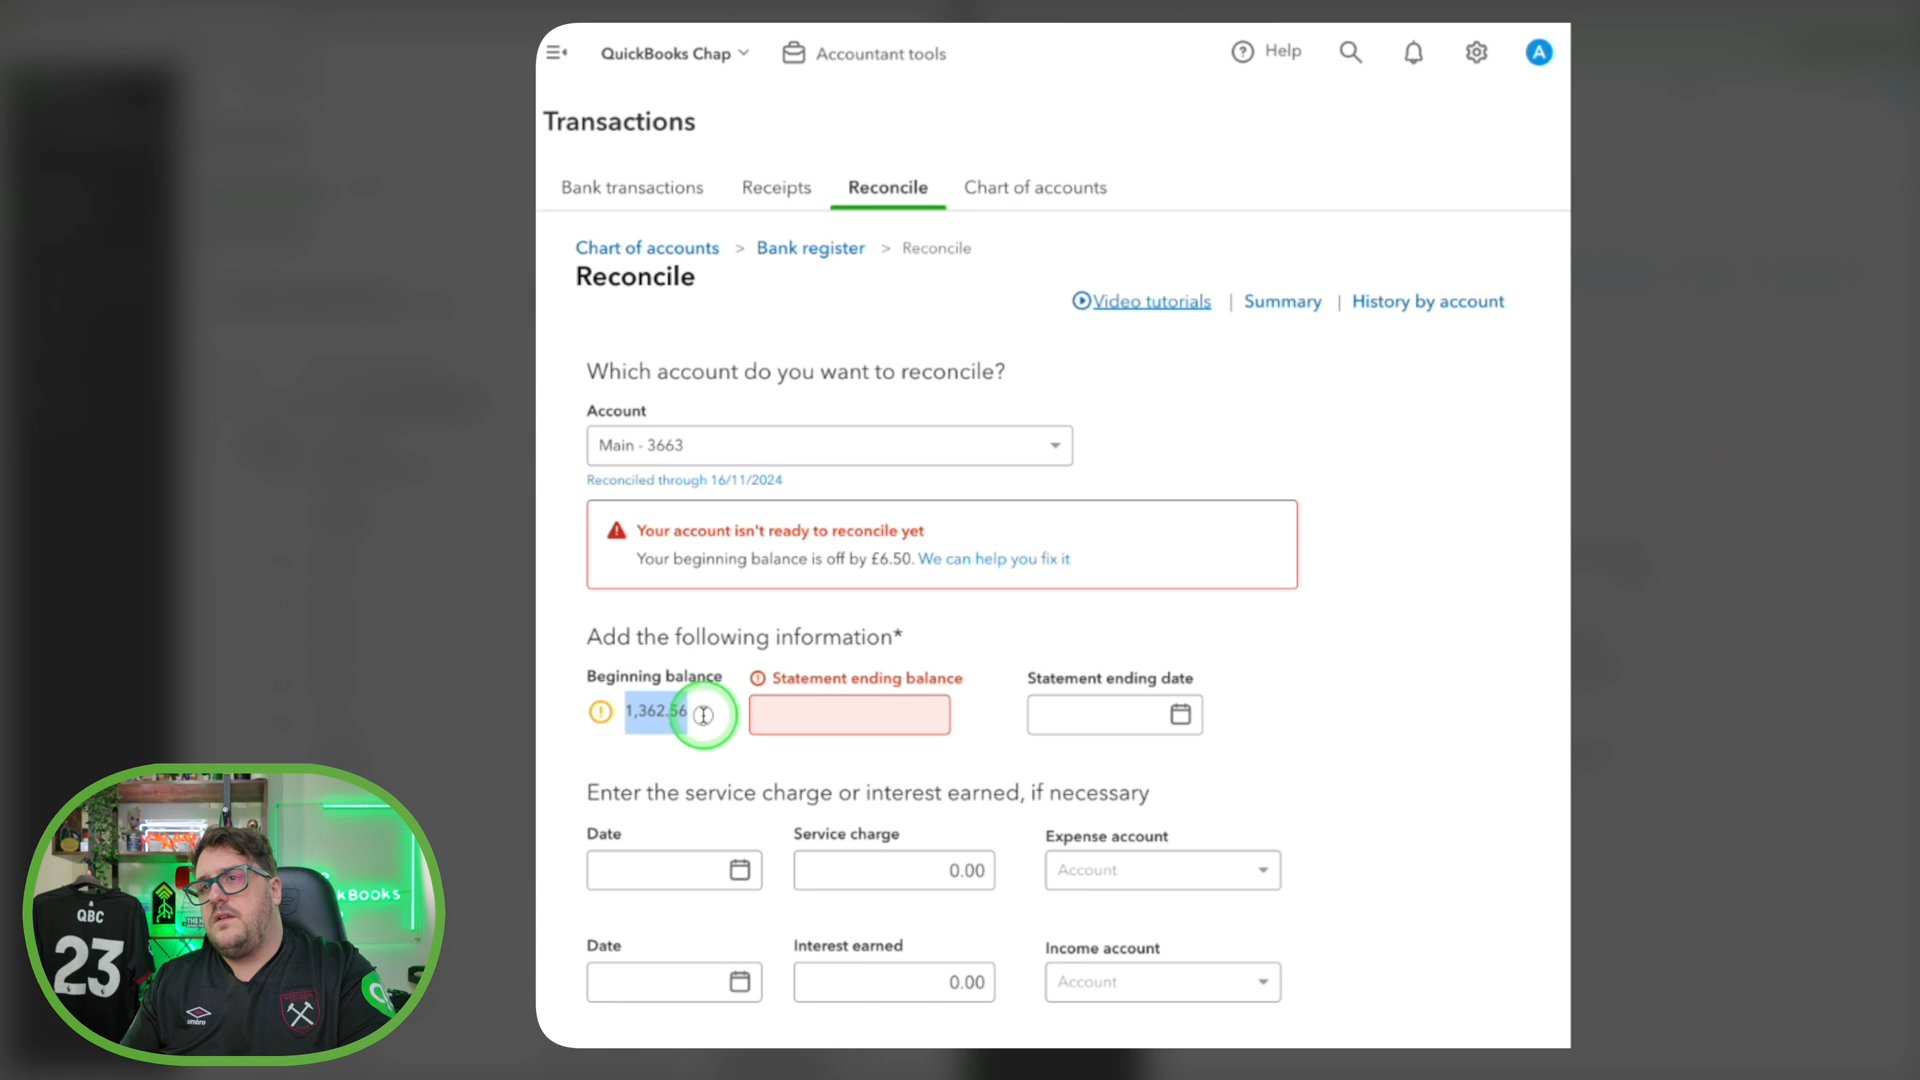 QuickBooks Chap
Accountant tools
Help
A
Transactions
Bank transactions
Receipts
Reconcile
Chart of accounts
Chart of accounts > Bank register > Reconcile
Reconcile
Video tutorials | Summary | History by account
Which account do you want to reconcile?
Account
Main - 3663
Reconciled through 16/11/2024
Your account isn't ready to reconcile yet
Your beginning balance is off by £6.50. We can help you fix it
Add the following information*
Beginning balance
Statement ending balance
Statement ending date
1,362.56
Enter the service charge or interest earned, if necessary
Date
Service charge
Expense account
0.00
Account
Date
Interest earned
Income account
0.00
Account
QBC
23
kBooks
umbro